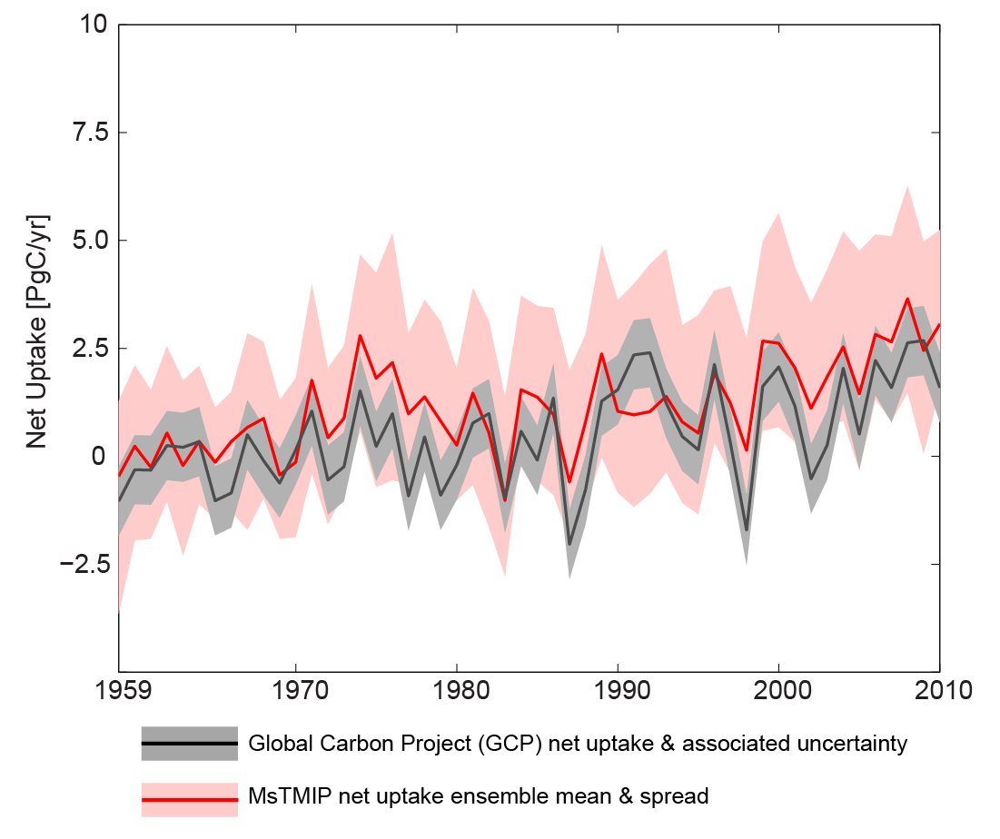 10
7.5
5.0
2.5
0
−2.5
Net Uptake [PgC/yr]
1959 1970 1980 1990 2000 2010
Global Carbon Project (GCP) net uptake & associated uncertainty
MsTMIP net uptake ensemble mean & spread